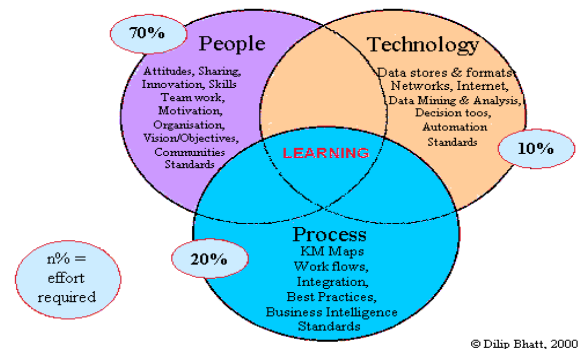 70%
People
Attitudes, Sharing,
Innovation, Skills
Team work,
Motivation,
Organisation,
Vision/Objectives,
Communities
Standards
Technology
Data stores & formats
Networks, Internet,
Data Mining & Analysis,
Decision toos,
Automation
Standards
10%
LEARNING
Process
KM Maps
Work flows,
Integration,
Best Practices,
Business Intelligence
Standards
20%
n% =
effort
required
© Dilip Bhatt, 2000